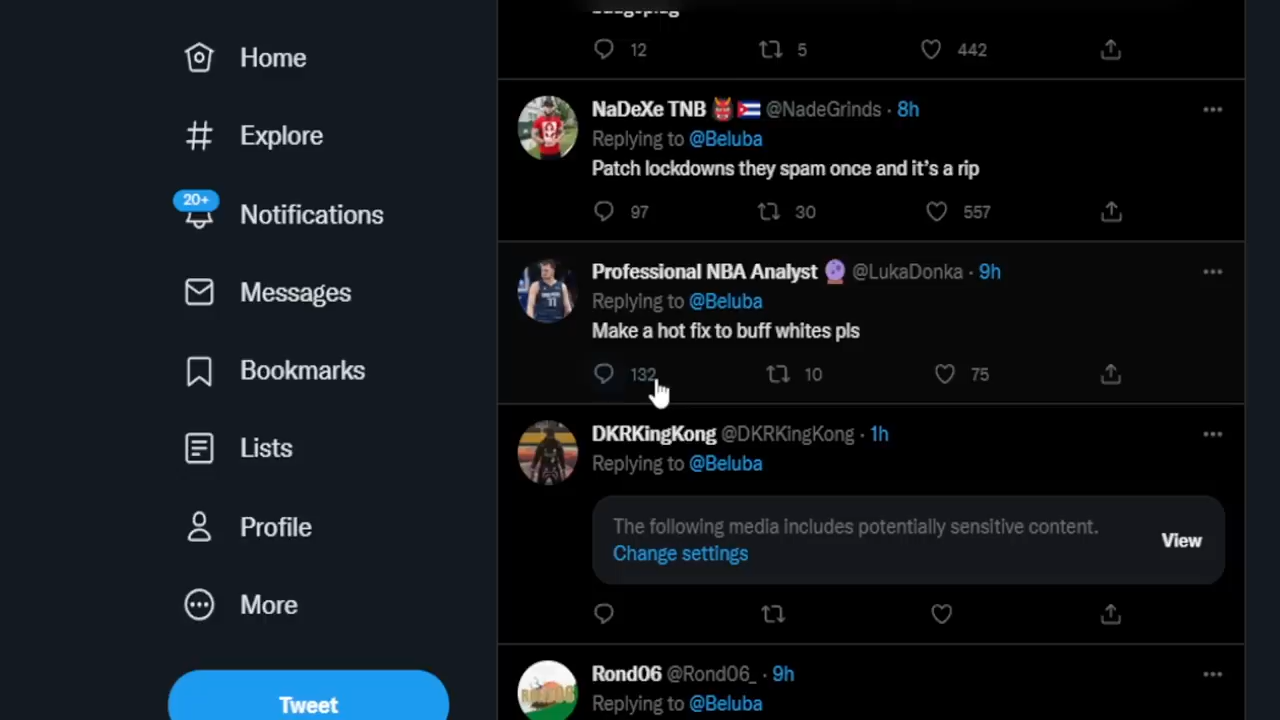 Home
Explore
20+
Notifications
Messages
Bookmarks
Lists
Profile
More
Tweet
12 5 442
NaDeXe TNB 👹🇨🇺 @NadeGrinds · 8h
Replying to @Beluba
Patch lockdowns they spam once and it's a rip
97 30 557
Professional NBA Analyst 🔮 @LukaDonka · 9h
Replying to @Beluba
Make a hot fix to buff whites pls
132 10 75
DKRKingKong @DKRKingKong · 1h
Replying to @Beluba
The following media includes potentially sensitive content.
Change settings
View
Rond06 @Rond06_ · 9h
Replying to @Beluba